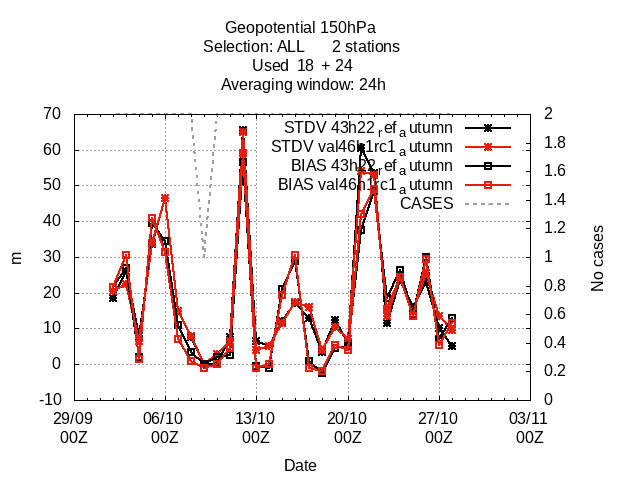 Geopotential 150hPa
Selection: ALL 2 stations
Used 18 + 24
Averaging window: 24h
STDV 43h22_ref_autumn
STDV val46h1rc1_autumn
BIAS 43h22_ref_autumn
BIAS val46h1rc1_autumn
CASES
70
60
50
40
30
20
10
0
-10
m
2
1.8
1.6
1.4
1.2
1
0.8
0.6
0.4
0.2
0
No cases
29/09 06/10 13/10 20/10 27/10 03/11
00Z 00Z 00Z 00Z 00Z 00Z
Date